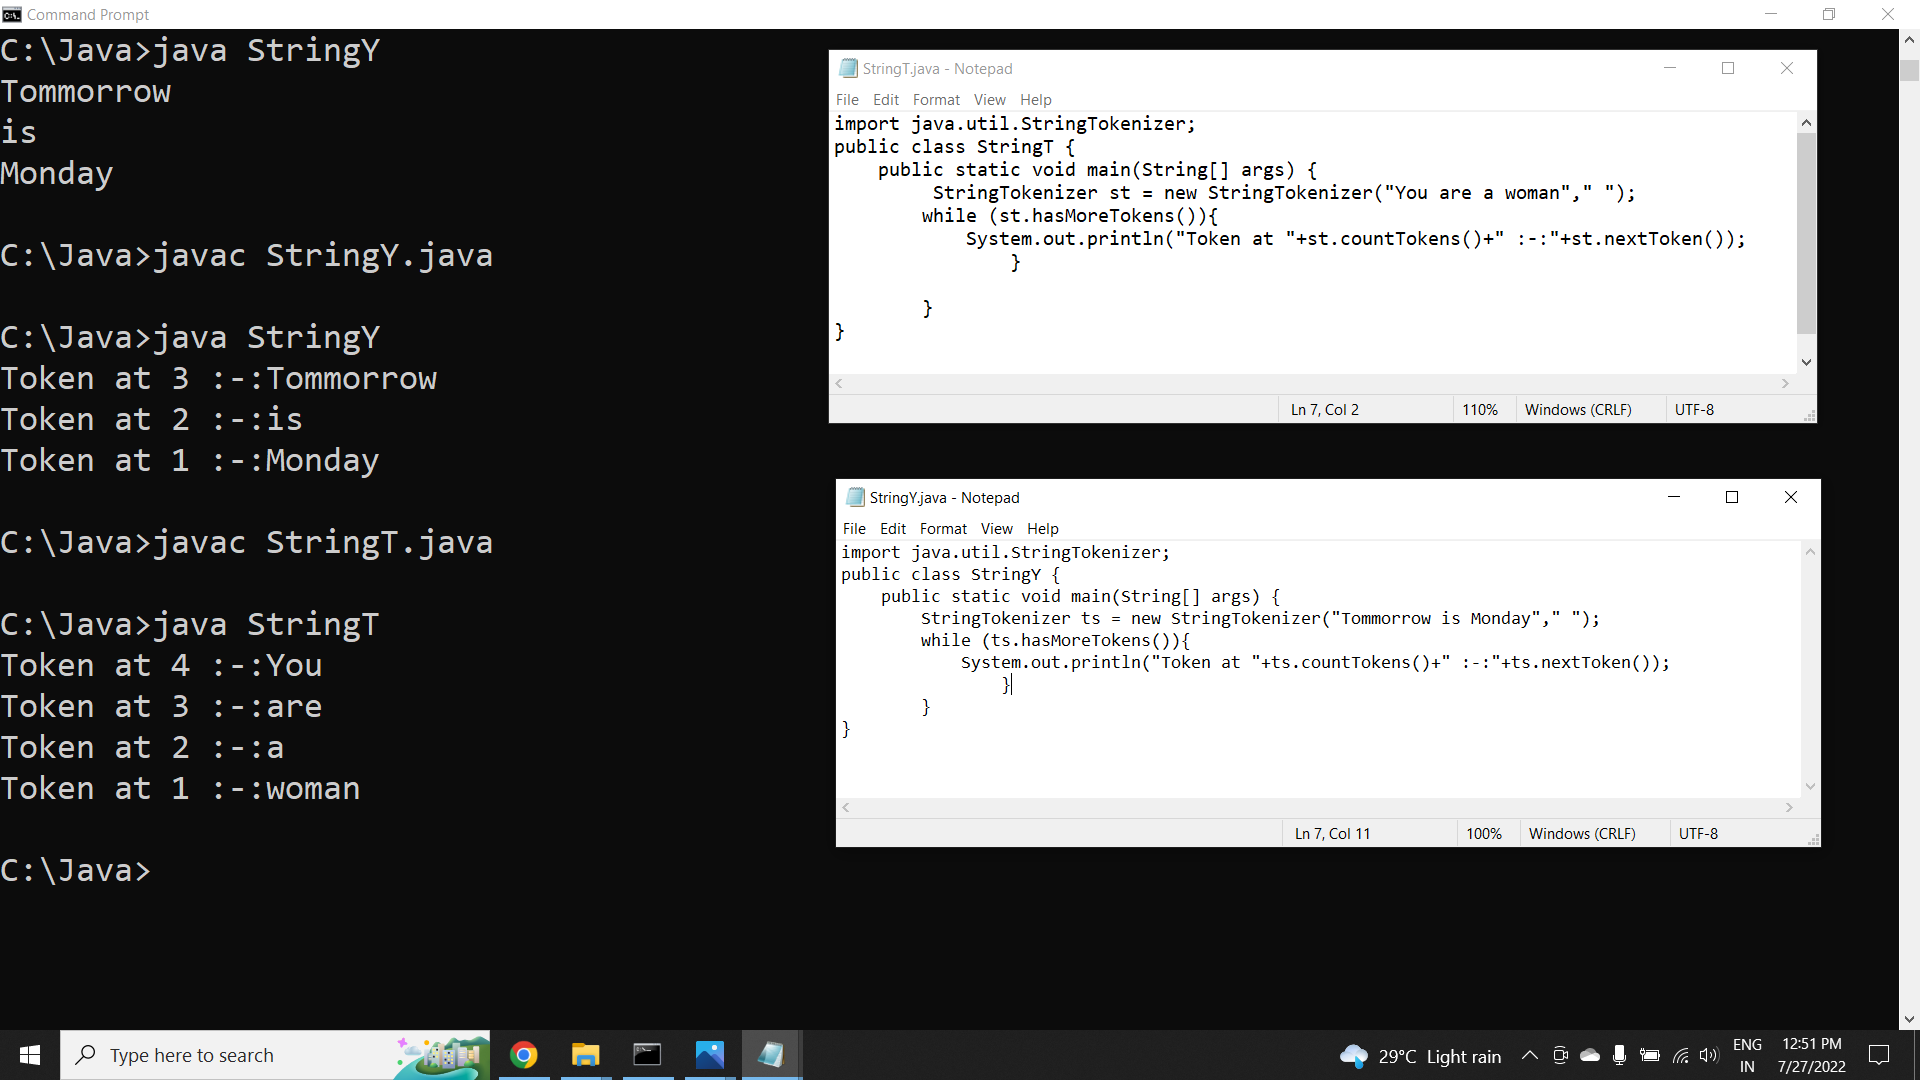 Command Prompt
C:\Java>java StringY
Tommorrow
is
Monday
C:\Java>javac StringY.java
C:\Java>java StringY
Token at 3 :-:Tommorrow
Token at 2 :-:is
Token at 1 :-:Monday
C:\Java>javac StringT.java
C:\Java>java StringT
Token at 4 :-:You
Token at 3 :-:are
Token at 2 :-:a
Token at 1 :-:woman
C:\Java>
StringT.java - Notepad
File Edit Format View Help
import java.util.StringTokenizer;
public class StringT {
    public static void main(String[] args) {
         StringTokenizer st = new StringTokenizer("You are a woman"," ");
        while (st.hasMoreTokens()){
            System.out.println("Token at "+st.countTokens()+" :-:"+st.nextToken());
                }
        }
}
Ln 7, Col 2 110% Windows (CRLF) UTF-8
StringY.java - Notepad
File Edit Format View Help
import java.util.StringTokenizer;
public class StringY {
    public static void main(String[] args) {
        StringTokenizer ts = new StringTokenizer("Tommorrow is Monday"," ");
        while (ts.hasMoreTokens()){
            System.out.println("Token at "+ts.countTokens()+" :-:"+ts.nextToken());
                }
        }
}
Ln 7, Col 11 100% Windows (CRLF) UTF-8
Type here to search
29°C Light rain
ENG
IN
12:51 PM
7/27/2022